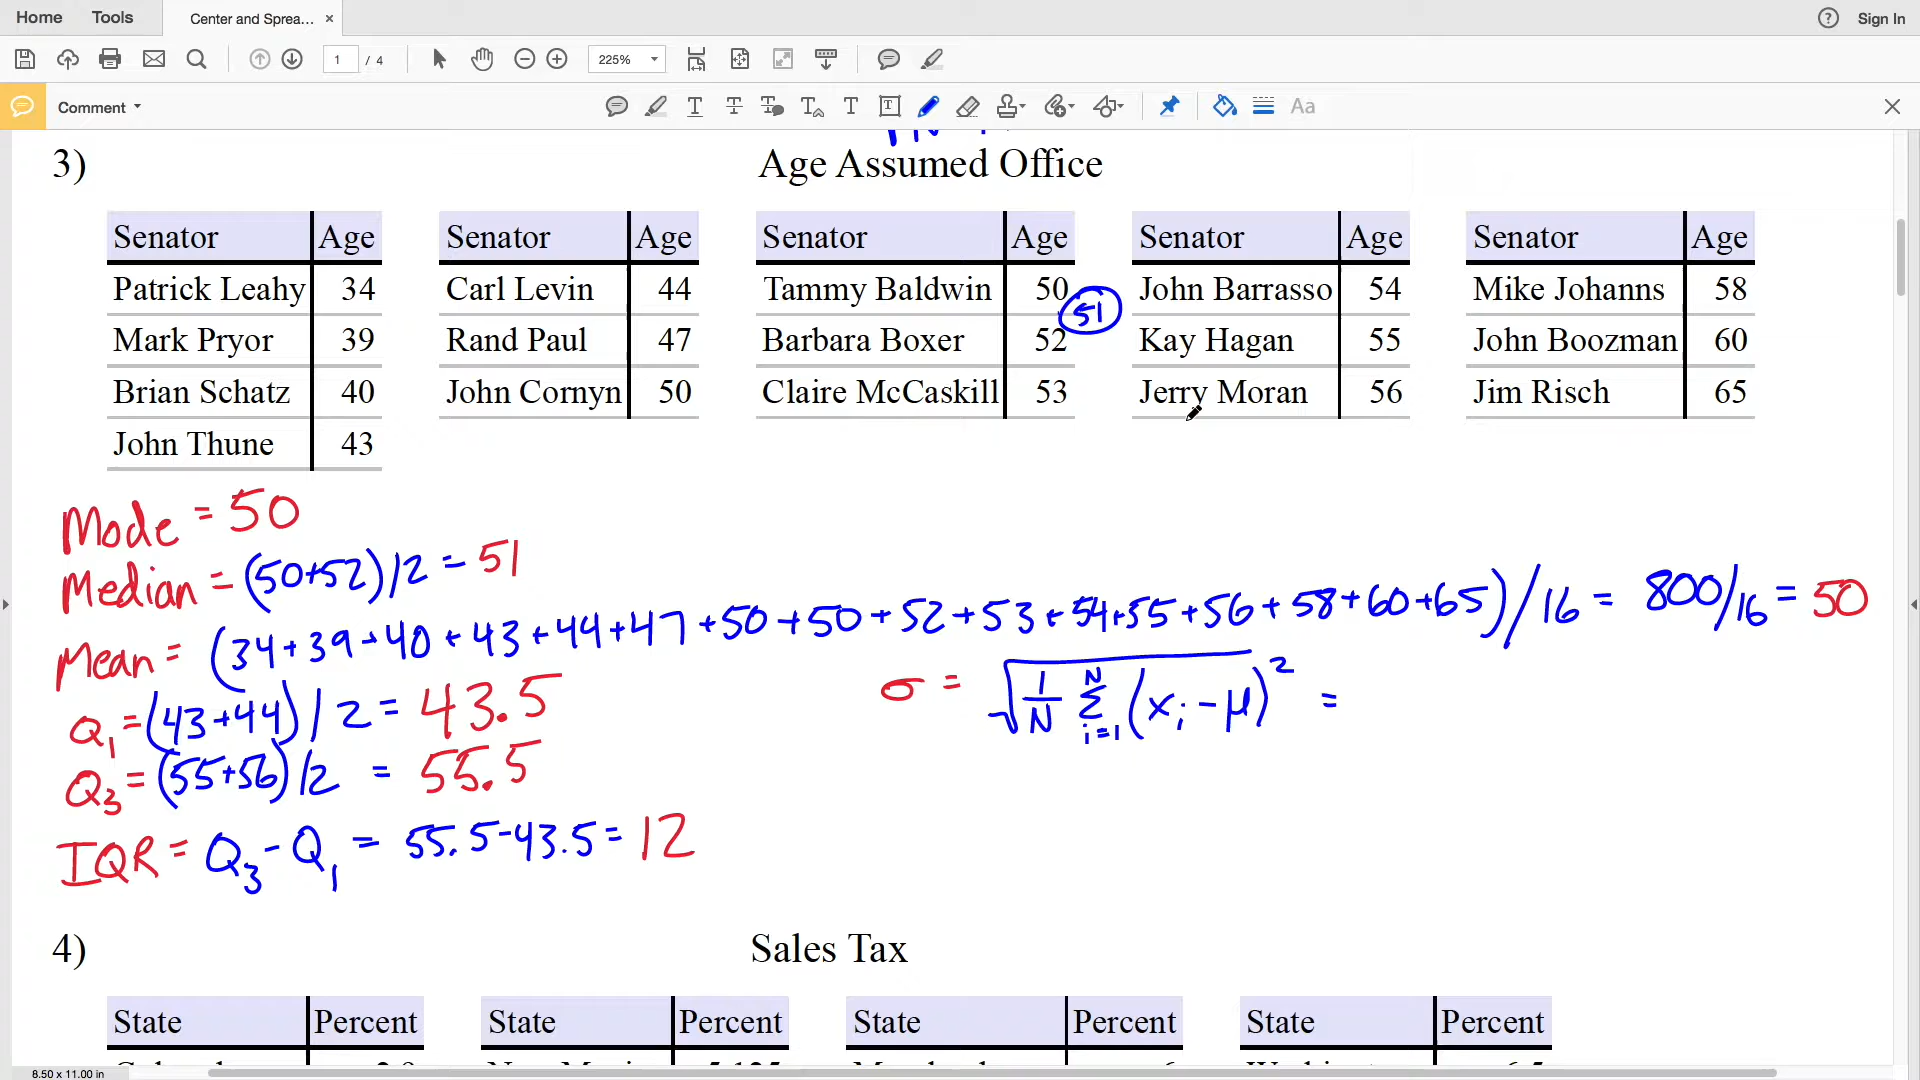 Home Tools Center and Sprea... × Sign In
1 / 4 225%
Comment Aa
3) Age Assumed Office
Senator Age
Patrick Leahy 34
Mark Pryor 39
Brian Schatz 40
John Thune 43
Senator Age
Carl Levin 44
Rand Paul 47
John Cornyn 50
Senator Age
Tammy Baldwin 50
51
Barbara Boxer 52
Claire McCaskill 53
Senator Age
John Barrasso 54
Kay Hagan 55
Jerry Moran 56
Senator Age
Mike Johanns 58
John Boozman 60
Jim Risch 65
Mode = 50
Median = (50+52)/2 = 51
Mean = (34+39+40+43+44+47+50+50+52+53+54+55+56+58+60+65)/16 = 800/16 = 50
Q1 = (43+44)/2 = 43.5
σ = √1/N N Σ i=1 (xi - μ)² =
Q3 = (55+56)/2 = 55.5
IQR = Q3 - Q1 = 55.5-43.5 = 12
4) Sales Tax
State Percent State Percent State Percent State Percent
8.50 x 11.00 in